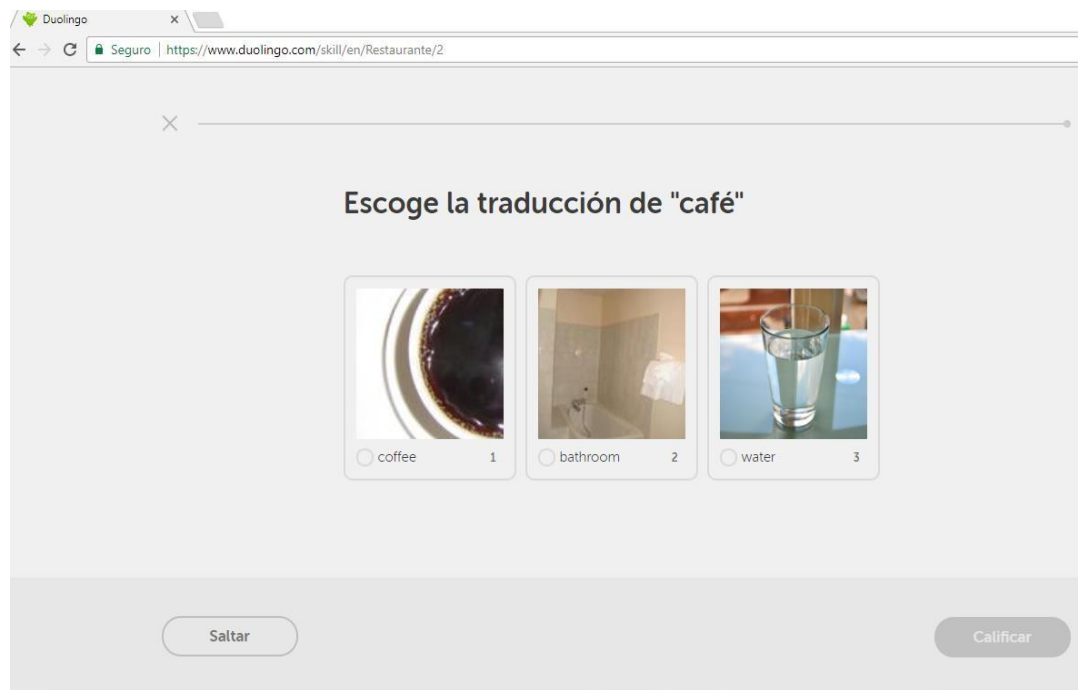 Duolingo
Seguro https://www.duolingo.com/skill/en/Restaurante/2
Escoge la traducción de "café"
coffee 1
bathroom 2
water 3
Saltar
Calificar